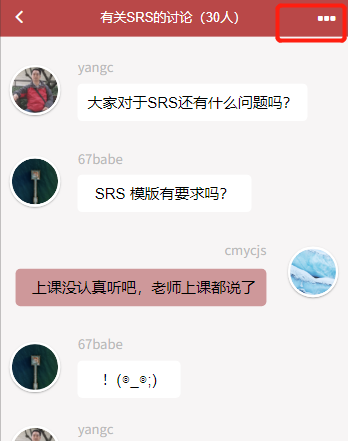 有关SRS的讨论（30人）
yangc
大家对于SRS还有什么问题吗?
67babe
SRS 模版有要求吗?
cmycjs
上课没认真听吧，老师上课都说了
67babe
！(⊙_⊙;)
yangc